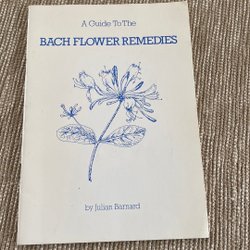 A Guide To The
BACH FLOWER REMEDIES
by Julian Barnard